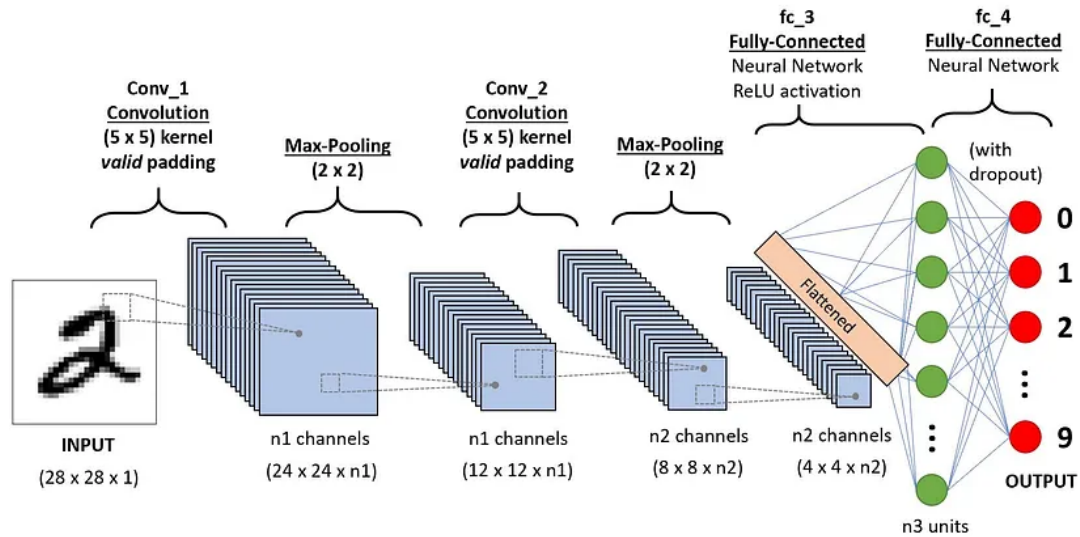 fc_3
Fully-Connected
Neural Network
ReLU activation
fc_4
Fully-Connected
Neural Network
Conv_1
Convolution
(5 x 5) kernel
valid padding
Max-Pooling
(2 x 2)
Conv_2
Convolution
(5 x 5) kernel
valid padding
Max-Pooling
(2 x 2)
(with
dropout)
Flattened
0
1
2
9
INPUT
(28 x 28 x 1)
n1 channels
(24 x 24 x n1)
n1 channels
(12 x 12 x n1)
n2 channels
(8 x 8 x n2)
n2 channels
(4 x 4 x n2)
OUTPUT
n3 units
2